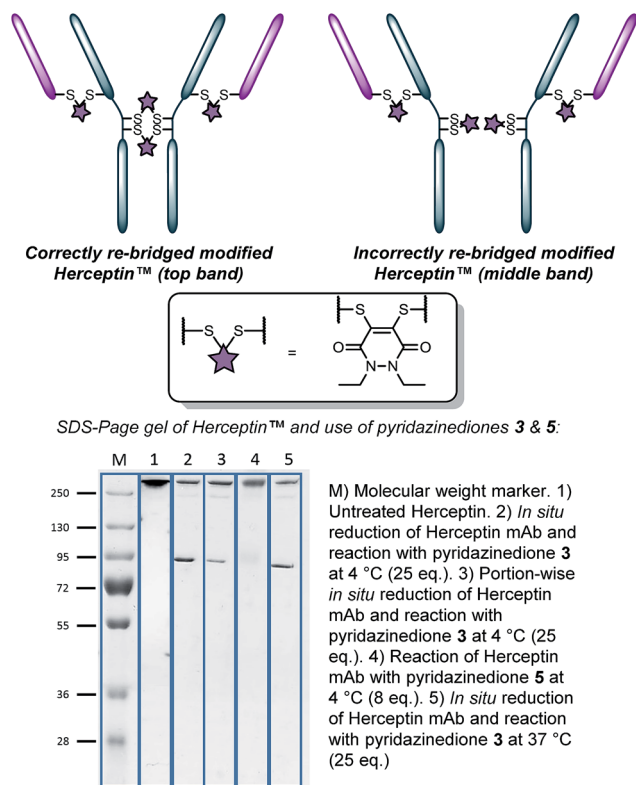 S S
S S
S S
S S
S S
S S
S S
S S
Correctly re-bridged modified
Herceptin™ (top band)
Incorrectly re-bridged modified
Herceptin™ (middle band)
S S
=
S S
O O
N–N
SDS-Page gel of Herceptin™ and use of pyridazinediones 3 & 5:
M 1 2 3 4 5
250
130
95
72
55
36
28
M) Molecular weight marker. 1)
Untreated Herceptin. 2) In situ
reduction of Herceptin mAb and
reaction with pyridazinedione 3
at 4 °C (25 eq.). 3) Portion-wise
in situ reduction of Herceptin
mAb and reaction with
pyridazinedione 3 at 4 °C (25
eq.). 4) Reaction of Herceptin
mAb with pyridazinedione 5 at
4 °C (8 eq.). 5) In situ reduction
of Herceptin mAb and reaction
with pyridazinedione 3 at 37 °C
(25 eq.)